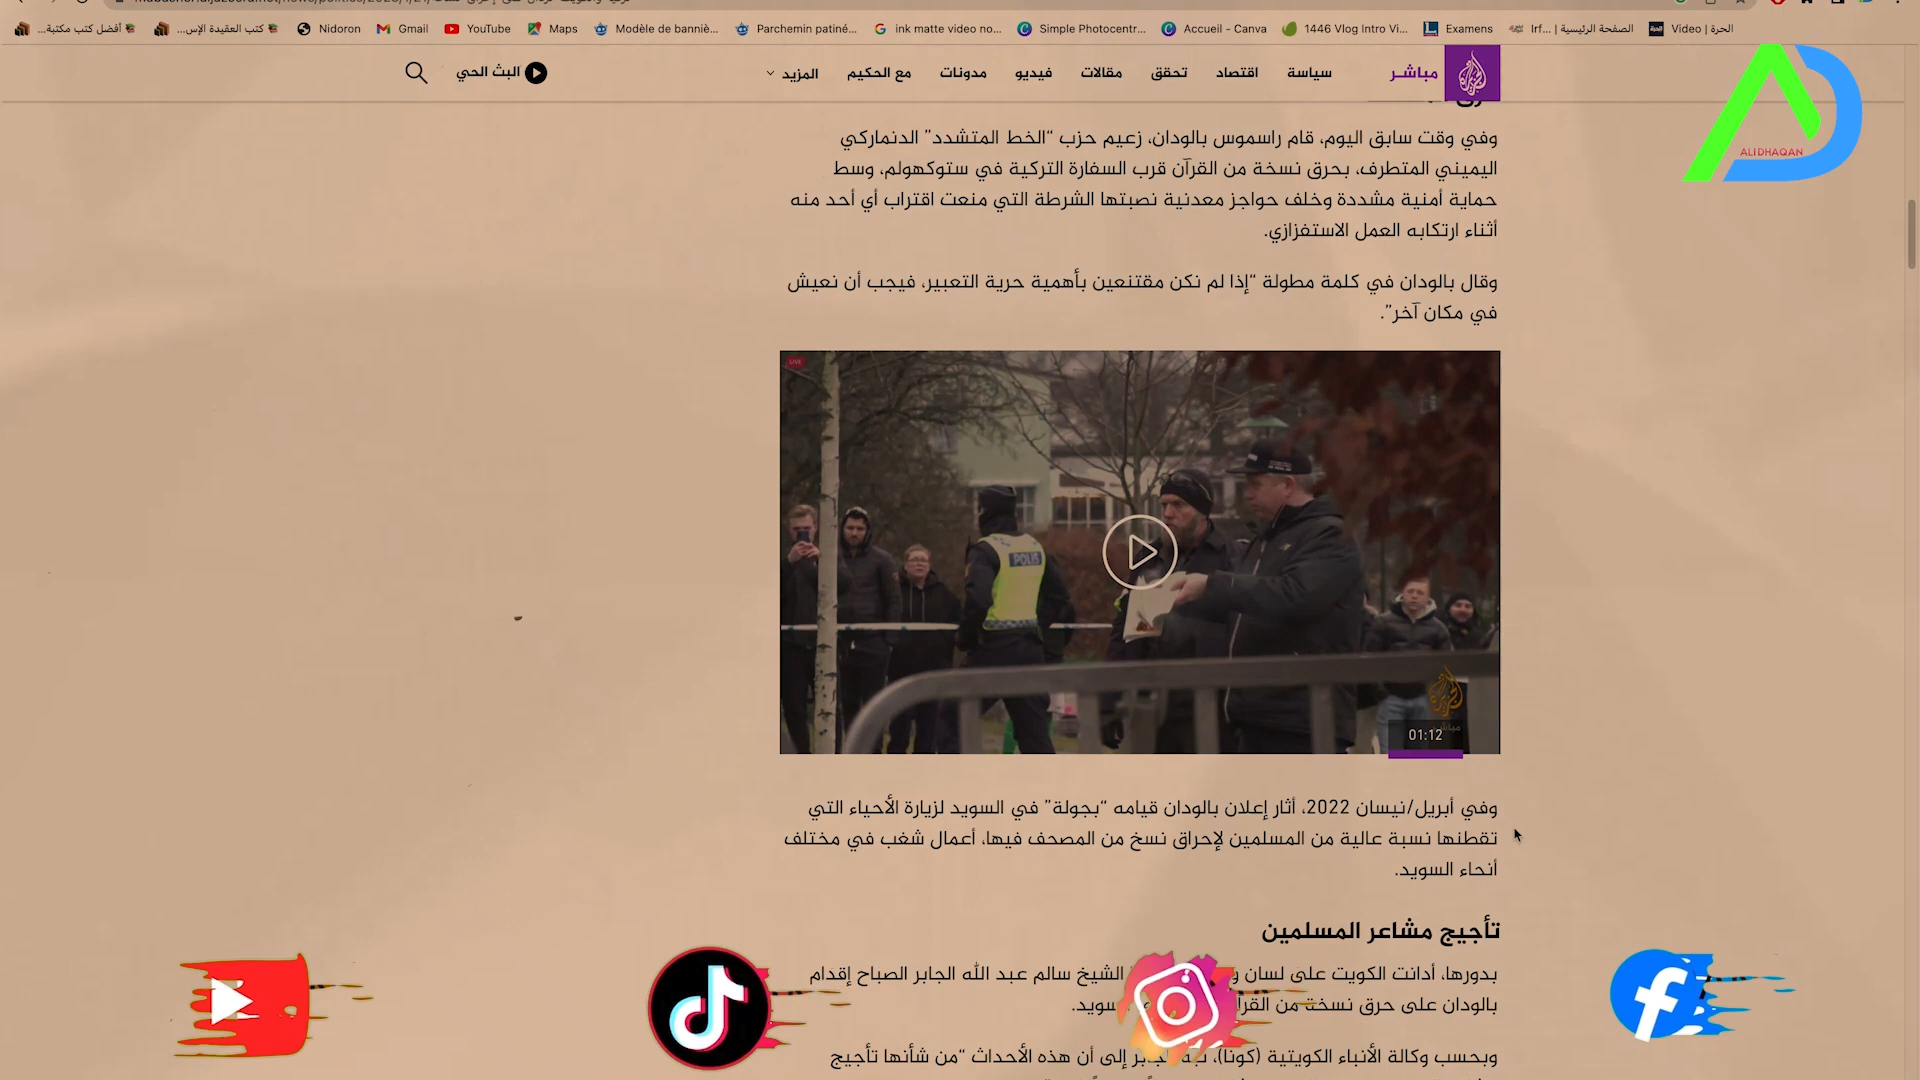 أفضل كتب مكتبة...
كتب العقيدة الإس...
Nidoron
Gmail
YouTube
Maps
Modèle de banniè...
Parchemin patiné...
ink matte video no...
Simple Photocentr...
Accueil - Canva
1446 Vlog Intro Vi...
Examens
الصفحة الرئيسية | Irf...
الحرة | Video
مباشر
سياسة
اقتصاد
تحقق
مقالات
فيديو
مدونات
مع الحكيم
المزيد
البث الحي
ALIDHAQAN
وفي وقت سابق اليوم، قام راسموس بالودان، زعيم حزب “الخط المتشدد” الدنماركي
اليميني المتطرف، بحرق نسخة من القرآن قرب السفارة التركية في ستوكهولم، وسط
حماية أمنية مشددة وخلف حواجز معدنية نصبتها الشرطة التي منعت اقتراب أي أحد منه
أثناء ارتكابه العمل الاستفزازي.
وقال بالودان في كلمة مطولة “إذا لم نكن مقتنعين بأهمية حرية التعبير، فيجب أن نعيش
في مكان آخر”.
LIVE
POLIS
مباشر
01:12
وفي أبريل/نيسان 2022، أثار إعلان بالودان قيامه “بجولة” في السويد لزيارة الأحياء التي
تقطنها نسبة عالية من المسلمين لإحراق نسخ من المصحف فيها، أعمال شغب في مختلف
أنحاء السويد.
تأجيج مشاعر المسلمين
بدورها، أدانت الكويت على لسان الشيخ سالم عبد الله الجابر الصباح إقدام
بالودان على حرق نسخة من
وبحسب وكالة الأنباء الكويتية (كونا)، إلى أن هذه الأحداث “من شأنها تأجيج